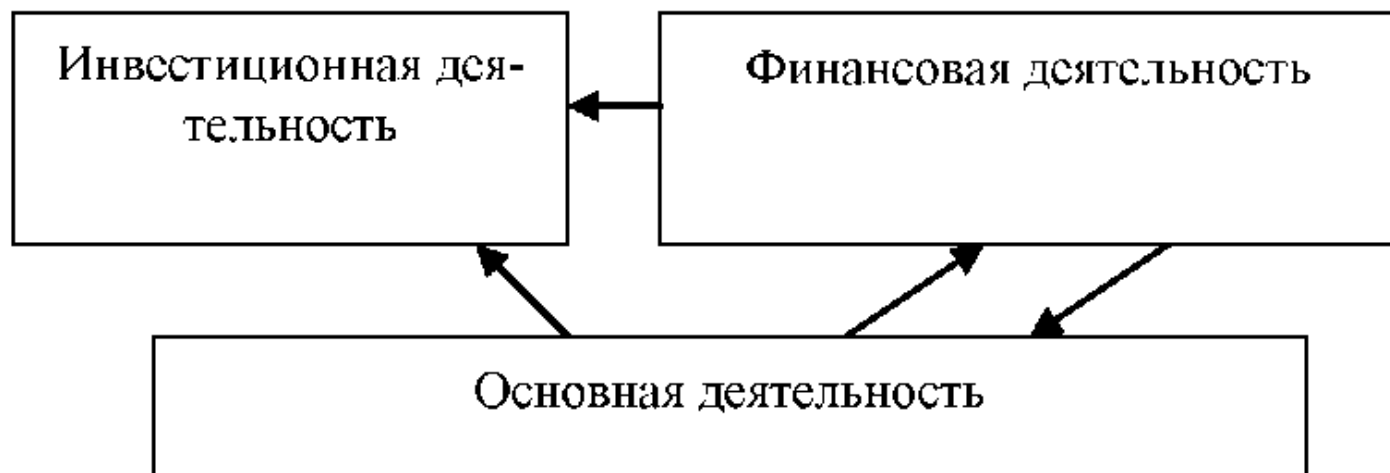 Инвестиционная дея-
тельность
Финансовая деятельность
Основная деятельность